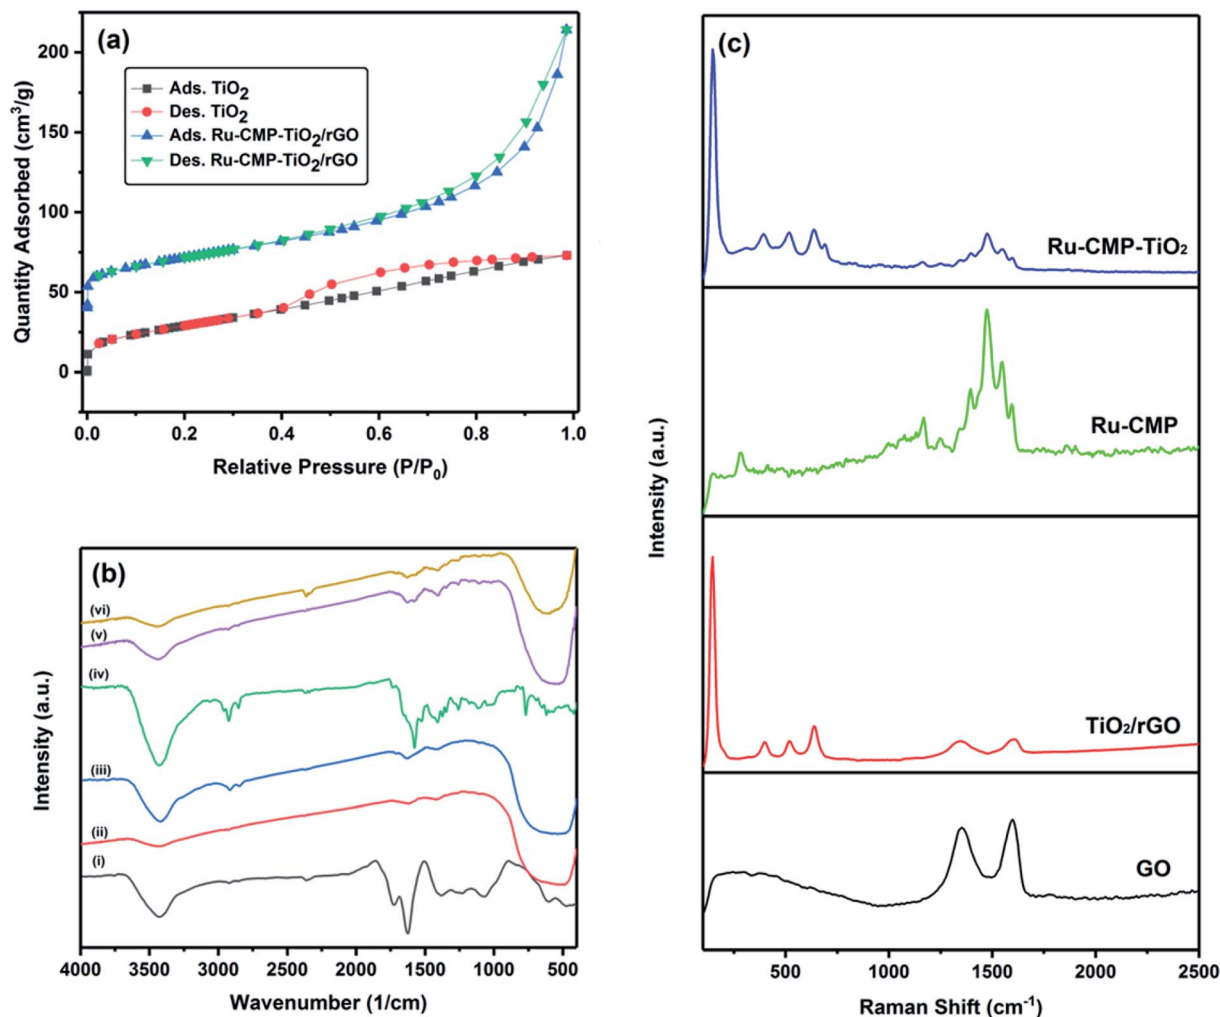 (a)
Ads. TiO2
Des. TiO2
Ads. Ru-CMP-TiO2/rGO
Des. Ru-CMP-TiO2/rGO
Quantity Adsorbed (cm3/g)
200
150
100
50
0
0.0 0.2 0.4 0.6 0.8 1.0
Relative Pressure (P/P0)
(b)
(vi)
(v)
(iv)
(iii)
(ii)
(i)
Intensity (a.u.)
4000 3500 3000 2500 2000 1500 1000 500
Wavenumber (1/cm)
(c)
Ru-CMP-TiO2
Ru-CMP
TiO2/rGO
GO
Intensity (a.u.)
500 1000 1500 2000 2500
Raman Shift (cm-1)